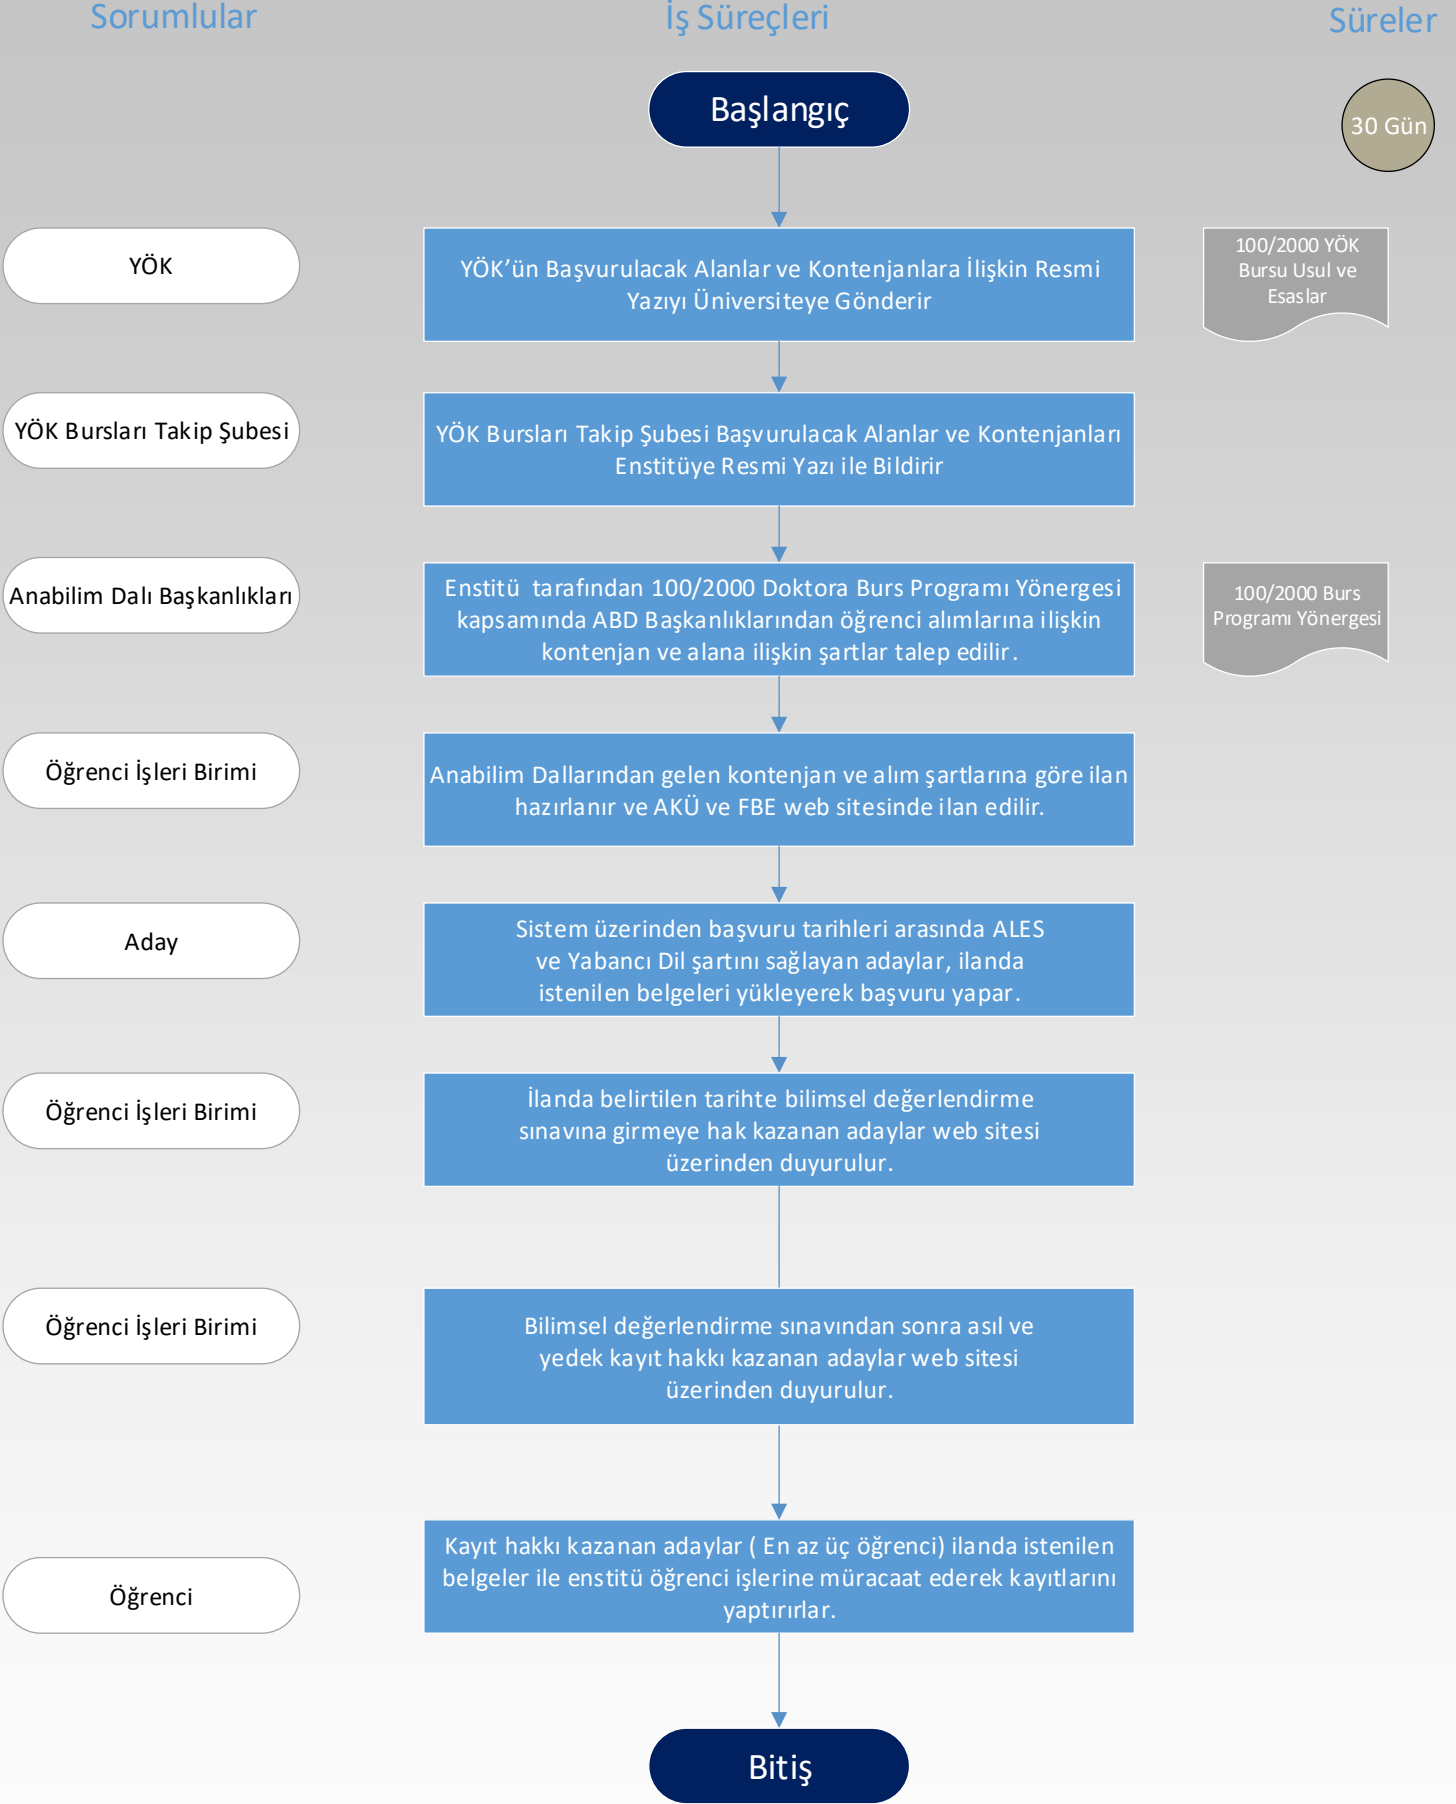 Sorumlular
İş Süreçleri
Süreler
Başlangıç
30 Gün
YÖK
YÖK’ün Başvurulacak Alanlar ve Kontenjanlara İlişkin Resmi
Yazıyı Üniversiteye Gönderir
100/2000 YÖK
Bursu Usul ve
Esaslar
YÖK Bursları Takip Şubesi
YÖK Bursları Takip Şubesi Başvurulacak Alanlar ve Kontenjanları
Enstitüye Resmi Yazı ile Bildirir
Anabilim Dalı Başkanlıkları
Enstitü tarafından 100/2000 Doktora Burs Programı Yönergesi
kapsamında ABD Başkanlıklarından öğrenci alımlarına ilişkin
kontenjan ve alana ilişkin şartlar talep edilir.
100/2000 Burs
Programı Yönergesi
Öğrenci İşleri Birimi
Anabilim Dallarından gelen kontenjan ve alım şartlarına göre ilan
hazırlanır ve AKÜ ve FBE web sitesinde ilan edilir.
Aday
Sistem üzerinden başvuru tarihleri arasında ALES
ve Yabancı Dil şartını sağlayan adaylar, ilanda
istenilen belgeleri yükleyerek başvuru yapar.
Öğrenci İşleri Birimi
İlanda belirtilen tarihte bilimsel değerlendirme
sınavına girmeye hak kazanan adaylar web sitesi
üzerinden duyurulur.
Öğrenci İşleri Birimi
Bilimsel değerlendirme sınavından sonra asıl ve
yedek kayıt hakkı kazanan adaylar web sitesi
üzerinden duyurulur.
Öğrenci
Kayıt hakkı kazanan adaylar ( En az üç öğrenci) ilanda istenilen
belgeler ile enstitü öğrenci işlerine müracaat ederek kayıtlarını
yaptırırlar.
Bitiş